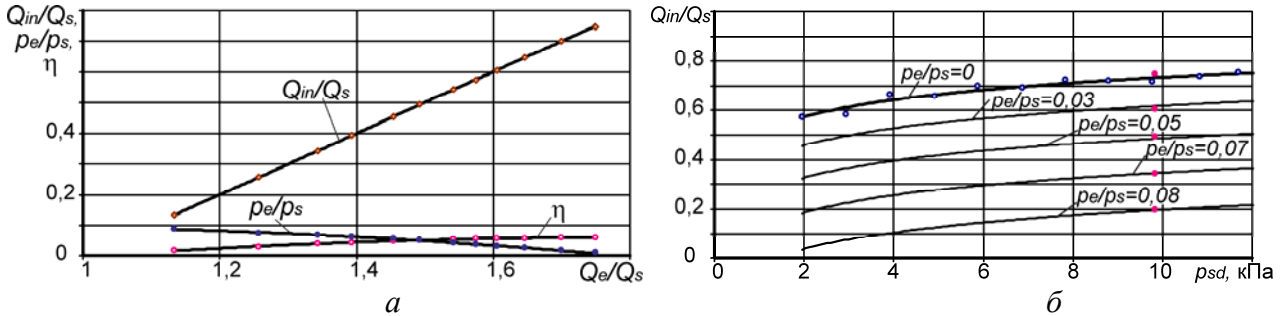 Qin/Qs,
pe/ps,
η
Qin/Qs
0,4
0,2
pe/ps
η
0
1
1,2
1,4
1,6
Qe/Qs
а
Qin/Qs
0,8
pe/ps=0
0,6
pe/ps=0,03
pe/ps=0,05
0,4
pe/ps=0,07
0,2
pe/ps=0,08
0
0
2
4
6
8
10
psd, кПа
б